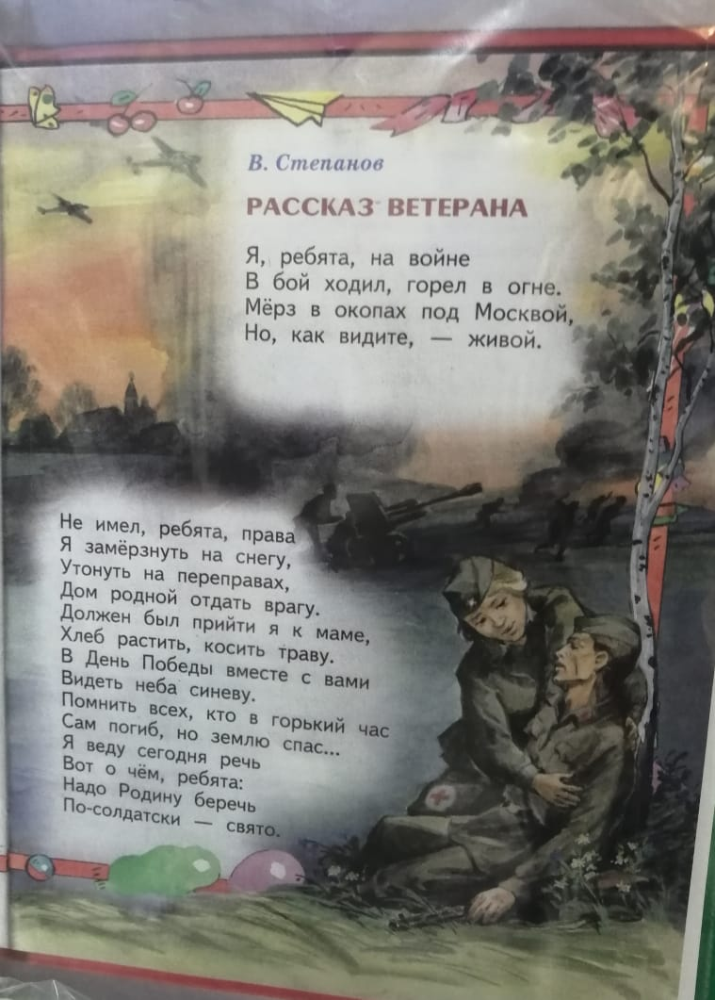 В. Степанов
РАССКАЗ ВЕТЕРАНА
Я, ребята, на войне
В бой ходил, горел в огне.
Мёрз в окопах под Москвой,
Но, как видите, — живой.
Не имел, ребята, права
Я замёрзнуть на снегу,
Утонуть на переправах,
Дом родной отдать врагу.
Должен был прийти я к маме,
Хлеб растить, косить траву.
В День Победы вместе с вами
Видеть неба синеву.
Помнить всех, кто в горький час
Сам погиб, но землю спас...
Я веду сегодня речь
Вот о чём, ребята:
Надо Родину беречь
По-солдатски — свято.